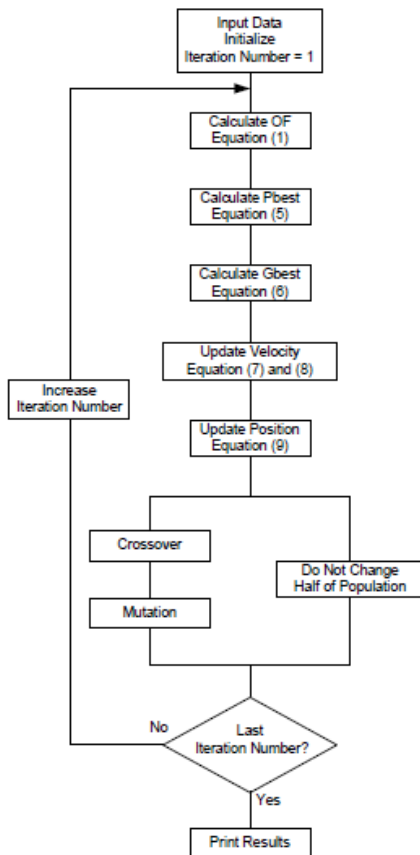 Input Data
Initialize
Iteration Number = 1
Calculate OF
Equation (1)
Calculate Pbest
Equation (5)
Calculate Gbest
Equation (6)
Update Velocity
Equation (7) and (8)
Increase
Iteration Number
Update Position
Equation (9)
Crossover
Mutation
Do Not Change
Half of Population
No
Last
Iteration Number?
Yes
Print Results